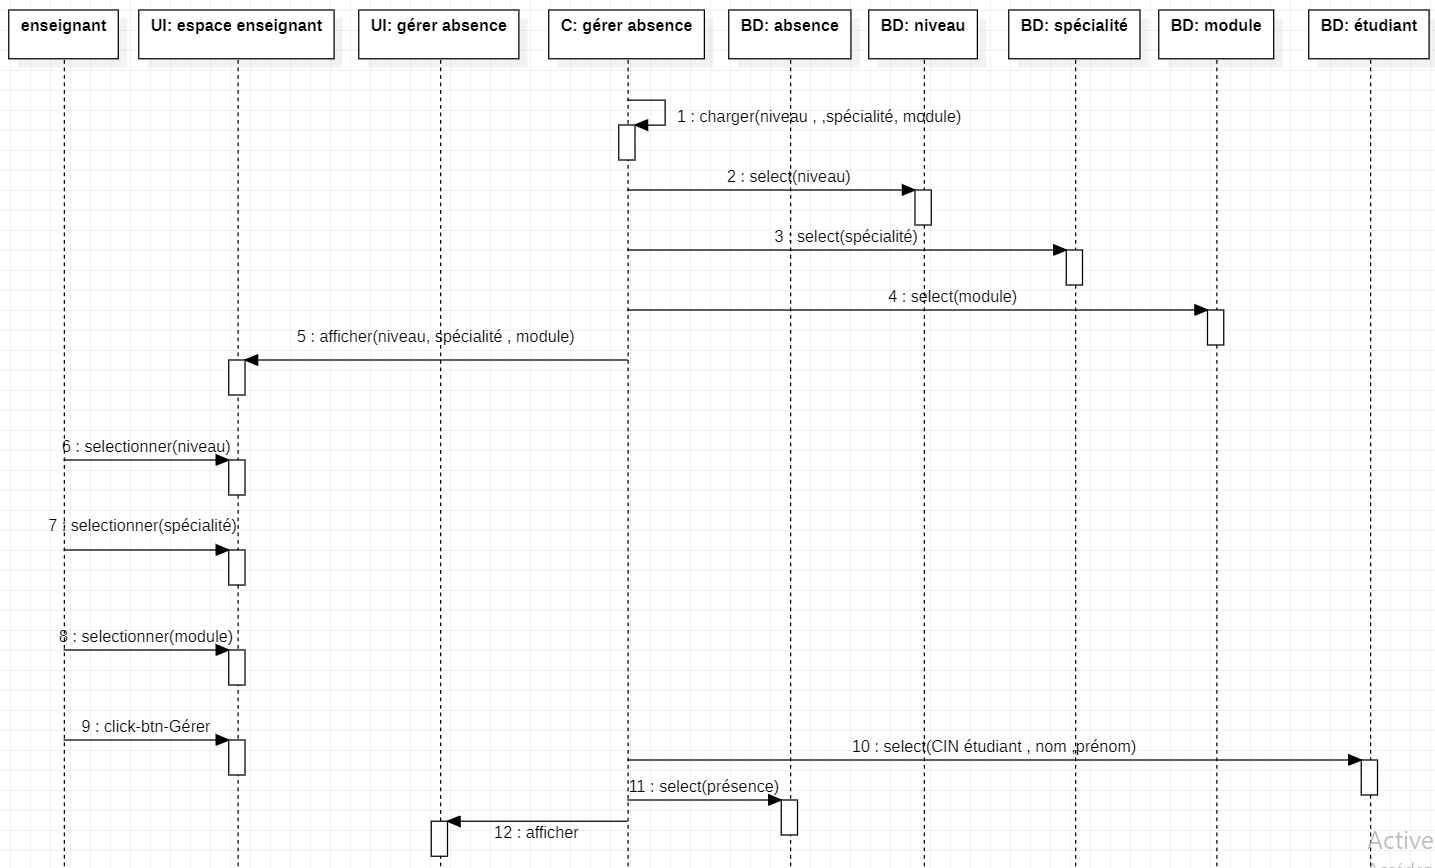 enseignant
UI: espace enseignant
UI: gérer absence
C: gérer absence
BD: absence
BD: niveau
BD: spécialité
BD: module
BD: étudiant
1 : charger(niveau , ,spécialité, module)
2 : select(niveau)
3 : select(spécialité)
4 : select(module)
5 : afficher(niveau, spécialité , module)
6 : selectionner(niveau)
7 : selectionner(spécialité)
8 : selectionner(module)
9 : click-btn-Gérer
10 : select(CIN étudiant , nom ,prénom)
11 : select(présence)
12 : afficher
Active